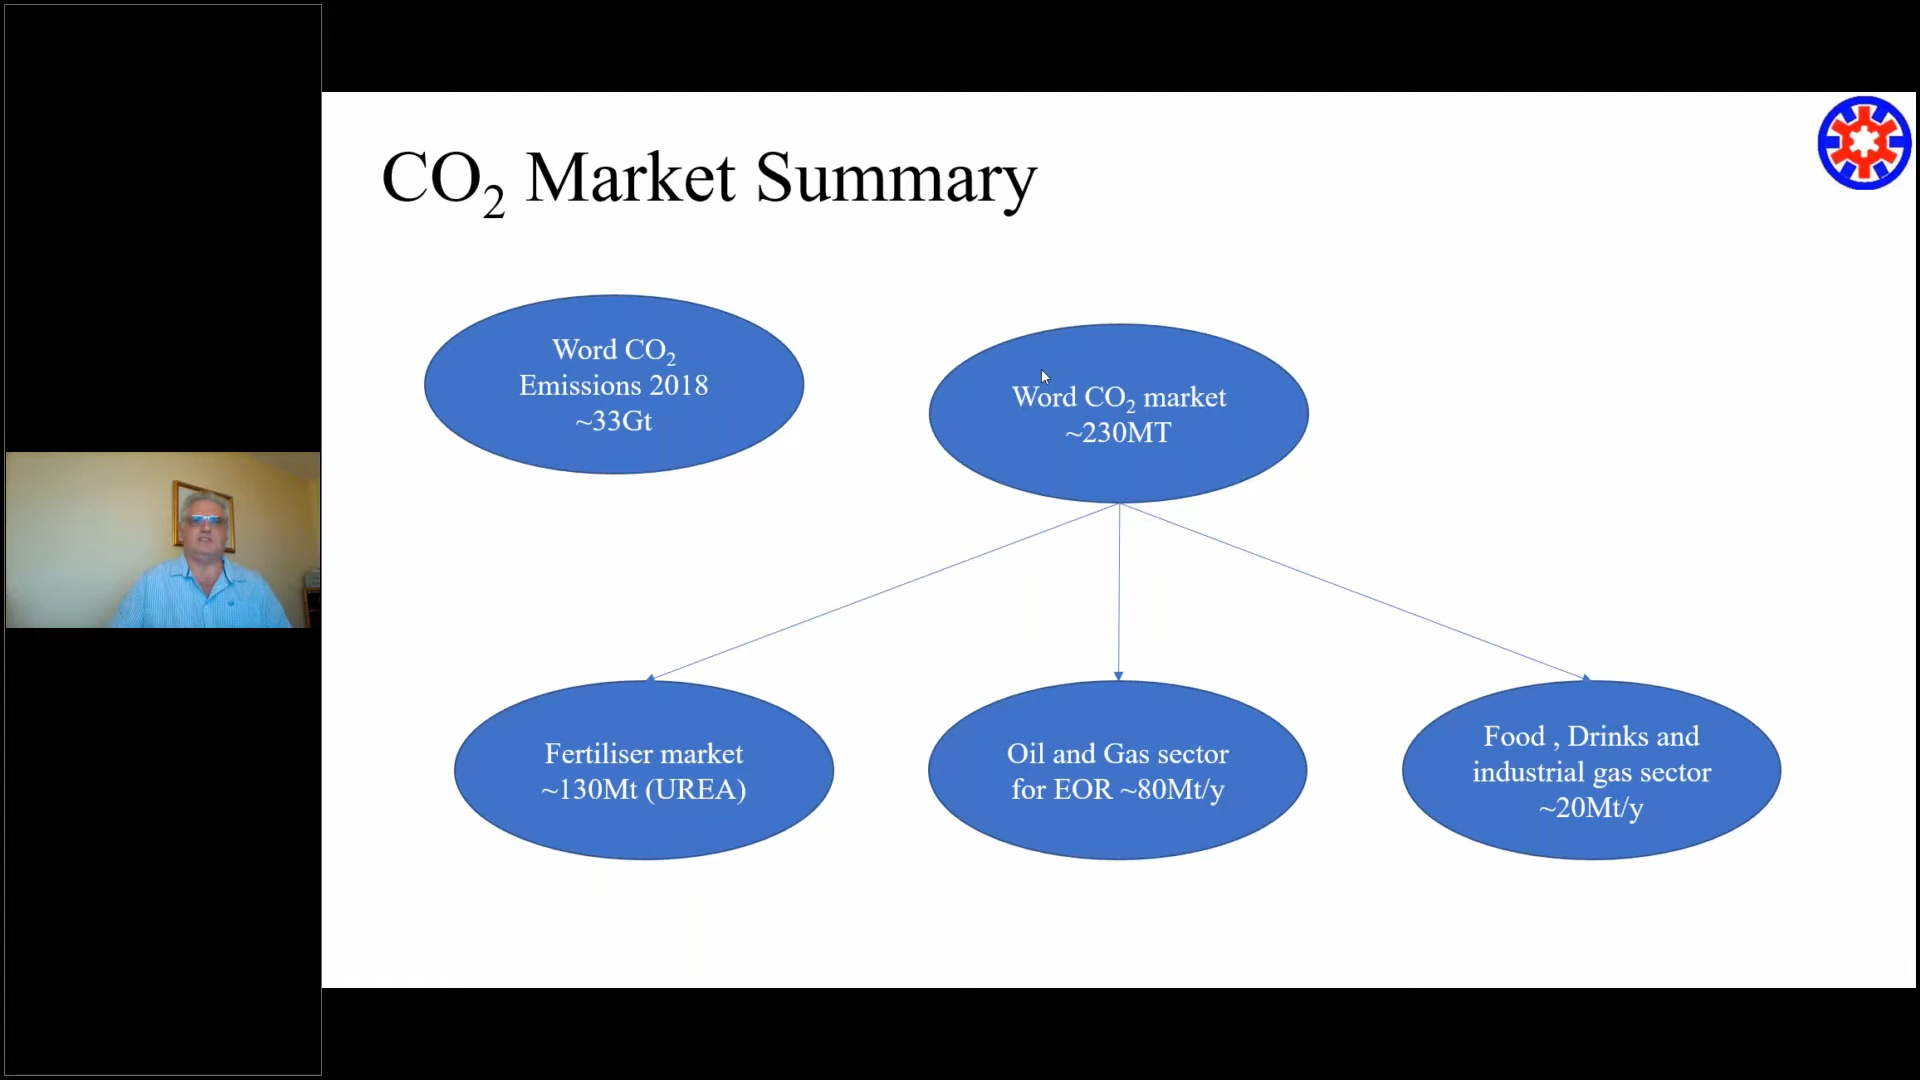 CO₂ Market Summary
Word CO₂
Emissions 2018
~33Gt
Word CO₂ market
~230MT
Fertiliser market
~130Mt (UREA)
Oil and Gas sector
for EOR ~80Mt/y
Food , Drinks and
industrial gas sector
~20Mt/y